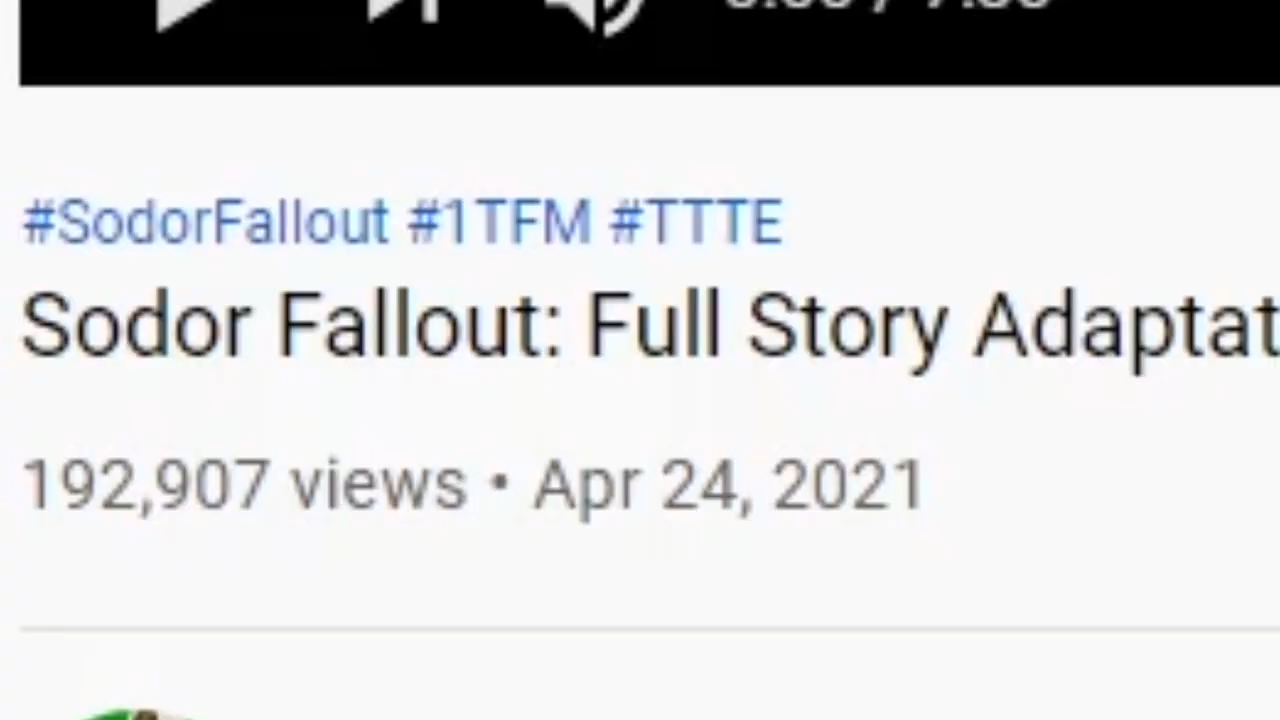 #SodorFallout #1TFM #TTTE
Sodor Fallout: Full Story Adaptat
192,907 views • Apr 24, 2021